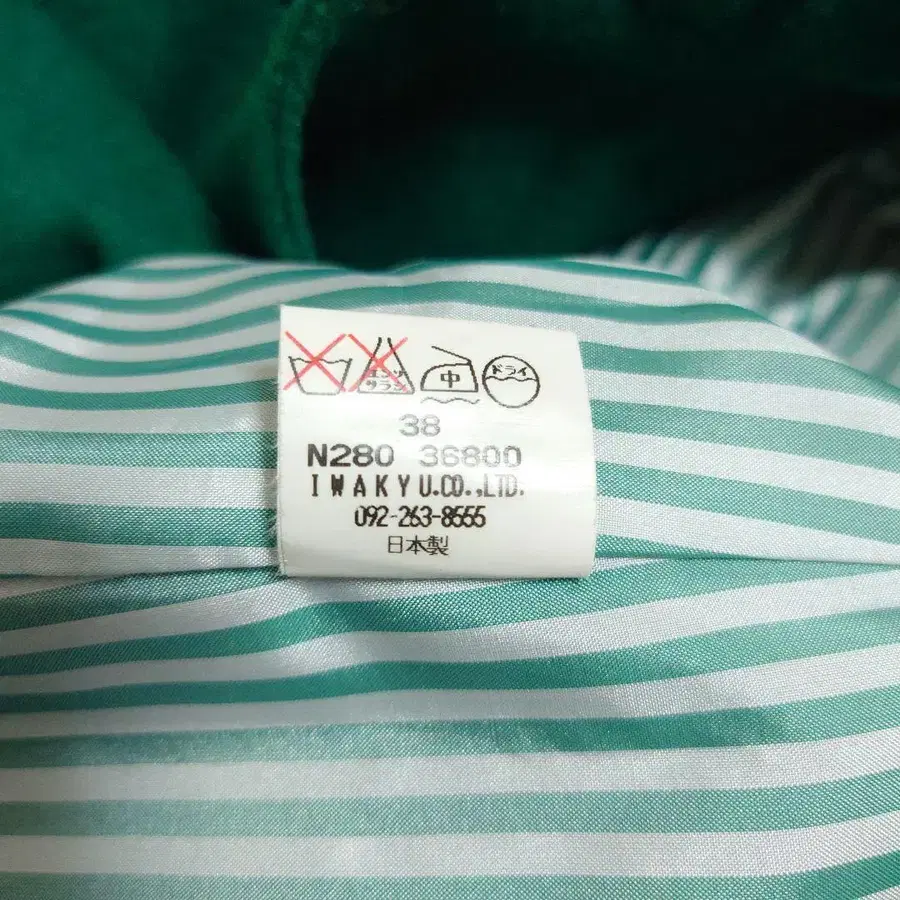 エンソ サラシ 中 ドライ
38
N280 36800
IWAKYU.CO.,LTD.
092-263-8555
日本製